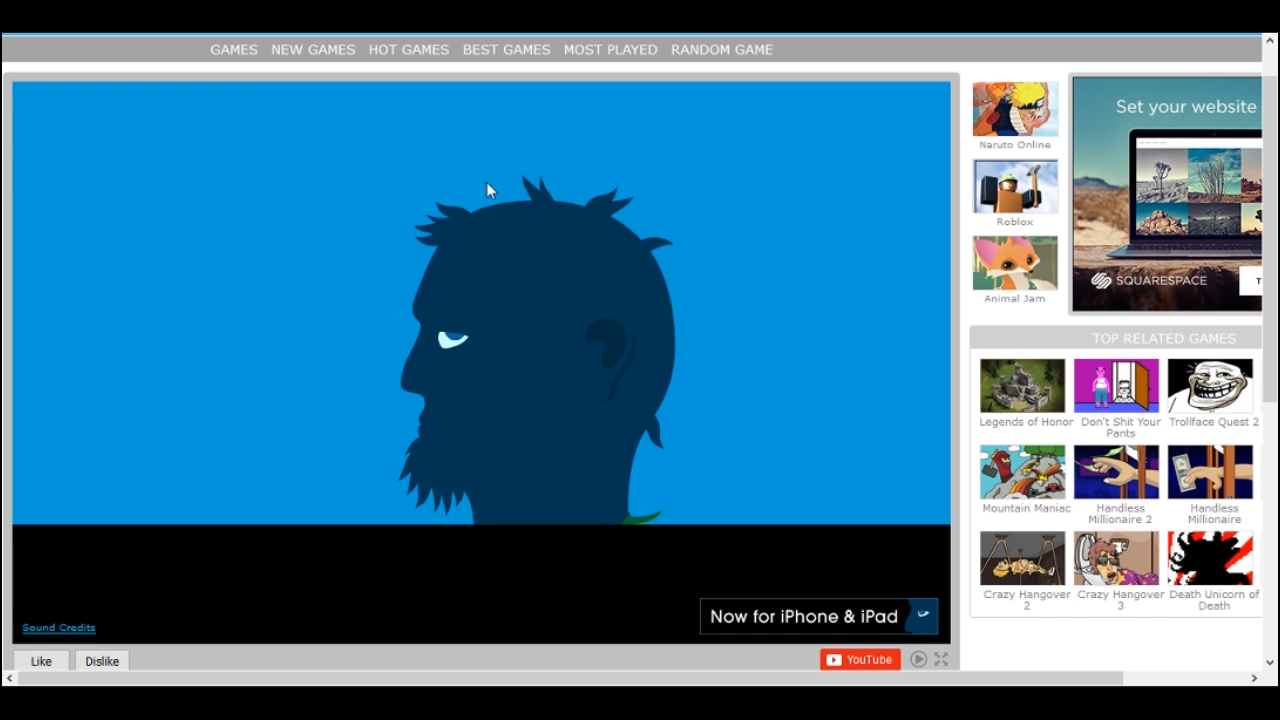 GAMES NEW GAMES HOT GAMES BEST GAMES MOST PLAYED RANDOM GAME
Naruto Online
Roblox
Animal Jam
Set your website
SQUARESPACE
T
TOP RELATED GAMES
Legends of Honor
Don't Shit Your
Pants
Trollface Quest 2
Mountain Maniac
Handless
Millionaire 2
Handless
Millionaire
Crazy Hangover
2
Crazy Hangover
3
Death Unicorn of
Death
Now for iPhone & iPad
Sound Credits
Like Dislike
YouTube